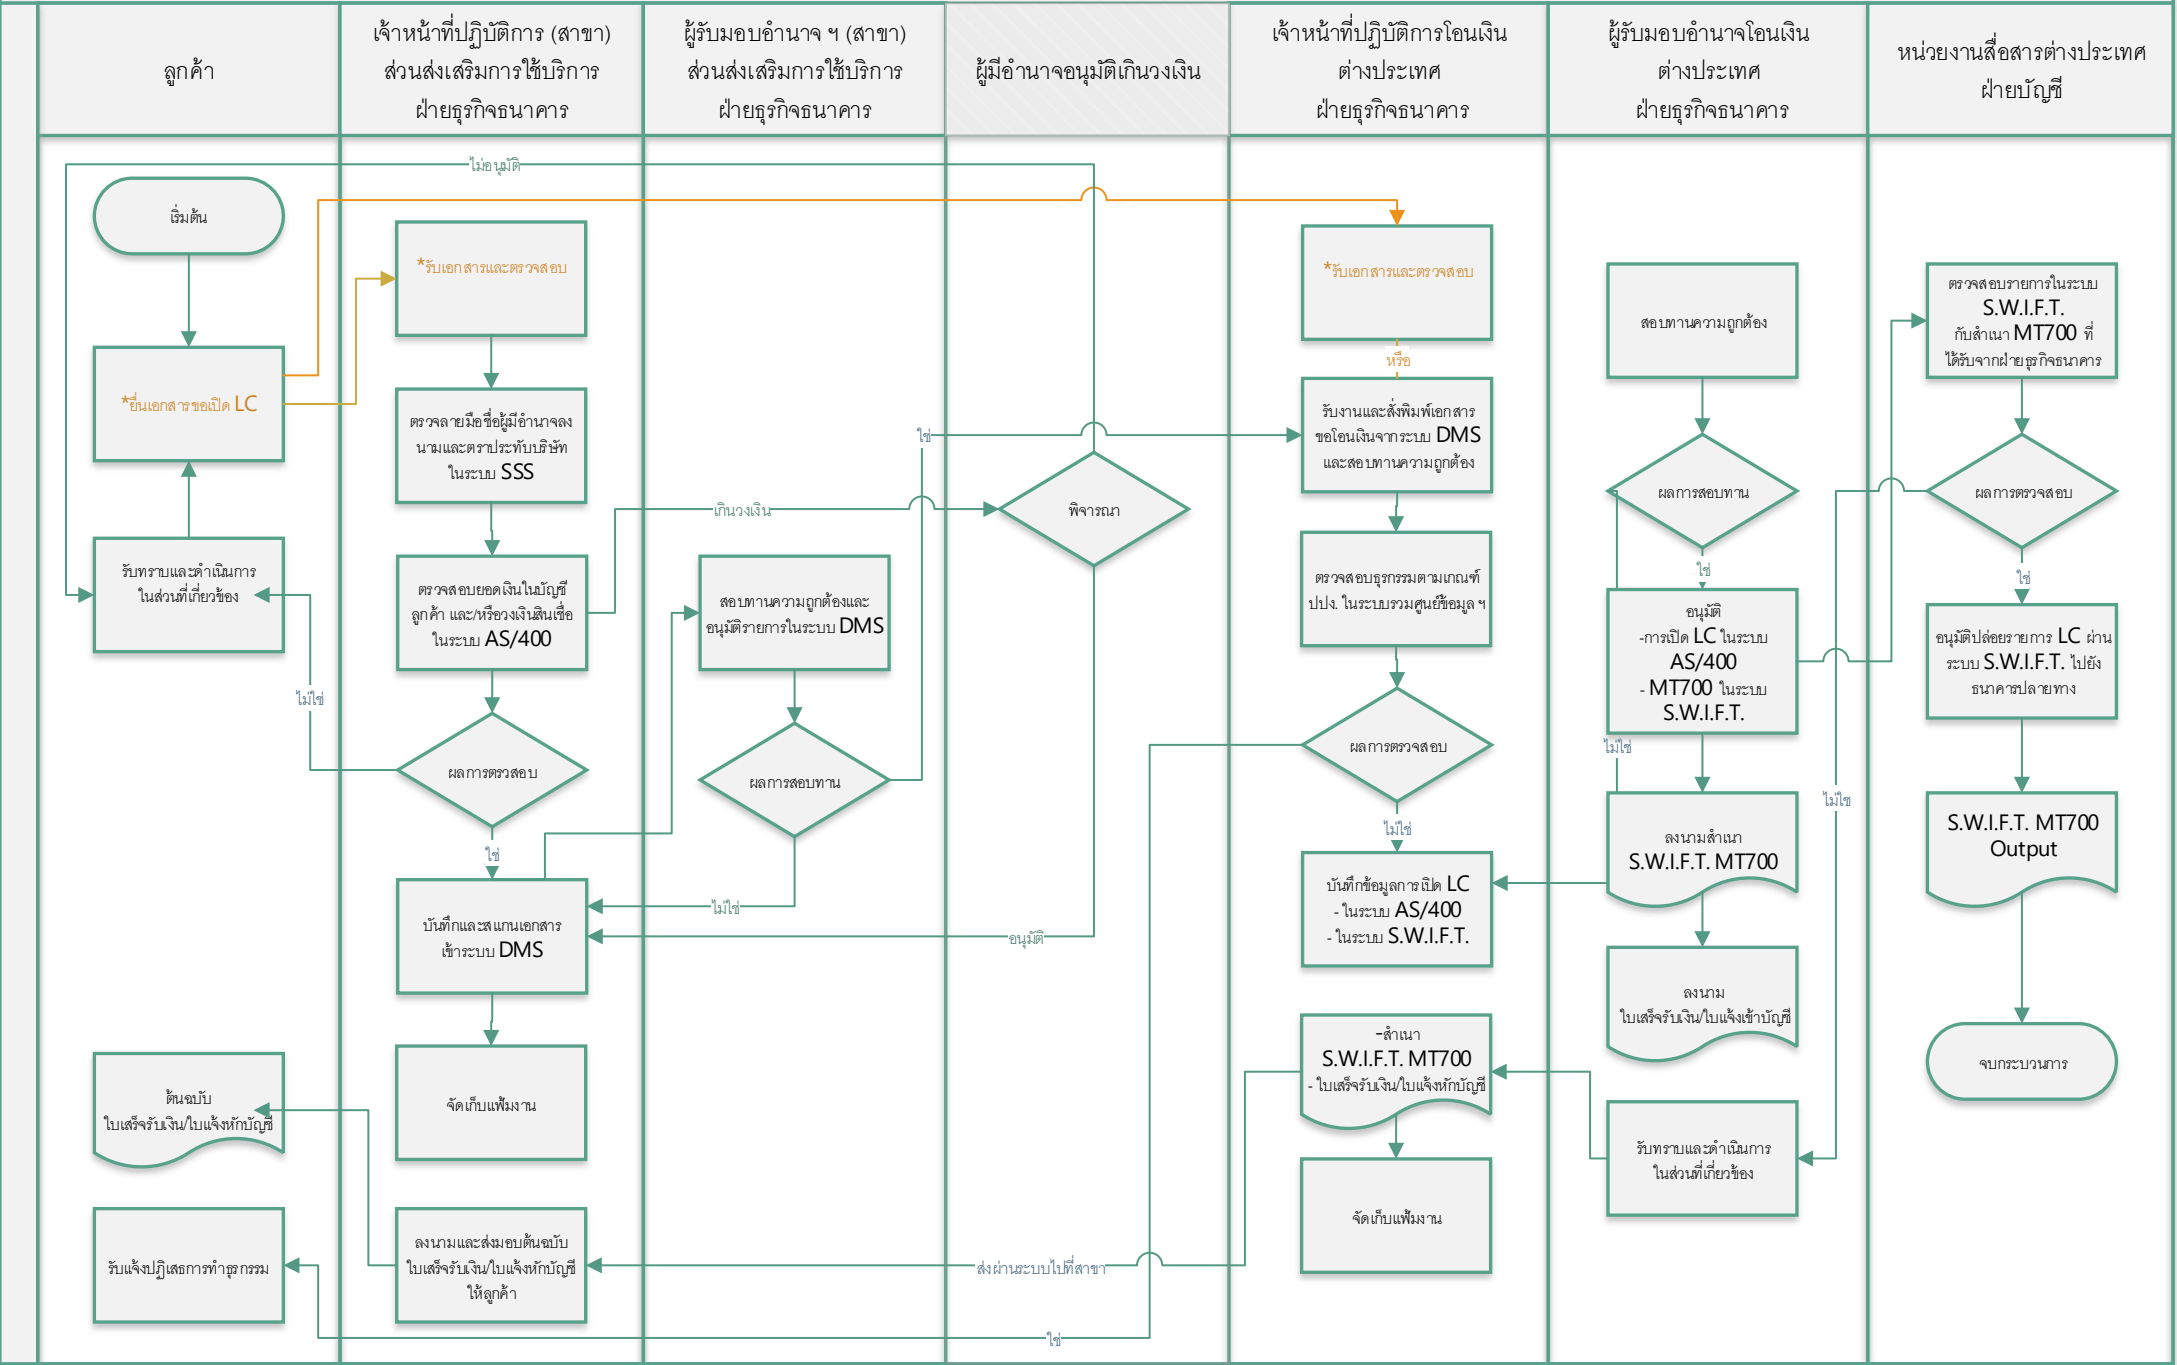 ลูกค้า
เจ้าหน้าที่ปฏิบัติการ (สาขา)
ส่วนส่งเสริมการใช้บริการ
ฝ่ายธุรกิจธนาคาร
ผู้รับมอบอำนาจ ฯ (สาขา)
ส่วนส่งเสริมการใช้บริการ
ฝ่ายธุรกิจธนาคาร
ผู้มีอำนาจอนุมัติเกินวงเงิน
เจ้าหน้าที่ปฏิบัติการโอนเงิน
ต่างประเทศ
ฝ่ายธุรกิจธนาคาร
ผู้รับมอบอำนาจโอนเงิน
ต่างประเทศ
ฝ่ายธุรกิจธนาคาร
หน่วยงานสื่อสารต่างประเทศ
ฝ่ายบัญชี
ไม่อนุมัติ
เริ่มต้น
*ยื่นเอกสารขอเปิด LC
รับทราบและดำเนินการ
ในส่วนที่เกี่ยวข้อง
ไม่ใช่
ต้นฉบับ
ใบเสร็จรับเงิน/ใบแจ้งหักบัญชี
รับแจ้งปฏิเสธการทำธุรกรรม
*รับเอกสารและตรวจสอบ
ตรวจลายมือชื่อผู้มีอำนาจลง
นามและตราประทับบริษัท
ในระบบ SSS
ตรวจสอบยอดเงินในบัญชี
ลูกค้า และ/หรือวงเงินสินเชื่อ
ในระบบ AS/400
ผลการตรวสอบ
ใช่
บันทึกและสแกนเอกสาร
เข้าระบบ DMS
จัดเก็บแฟ้มงาน
ลงนามและส่งมอบต้นฉบับ
ใบเสร็จรับเงิน/ใบแจ้งหักบัญชี
ให้ลูกค้า
เกินวงเงิน
สอบทานความถูกต้องและ
อนุมัติรายการในระบบ DMS
ผลการสอบทาน
ใช่
ไม่ใช่
พิจารณา
อนุมัติ
ส่งผ่านระบบไปที่สาขา
ใช่
*รับเอกสารและตรวจสอบ
หรือ
รับงานและสั่งพิมพ์เอกสาร
ขอโอนเงินจากระบบ DMS
และสอบทานความถูกต้อง
ตรวจสอบธุรกรรมตามเกณฑ์
ปปง. ในระบบรวมศูนย์ข้อมูล ฯ
ผลการตรวจสอบ
ไม่ใช่
บันทึกข้อมูลการเปิด LC
- ในระบบ AS/400
- ในระบบ S.W.I.F.T.
-สำเนา
S.W.I.F.T. MT700
- ใบเสร็จรับเงิน/ใบแจ้งหักบัญชี
จัดเก็บแฟ้มงาน
สอบทานความถูกต้อง
ผลการสอบทาน
ใช่
อนุมัติ
-การเปิด LC ในระบบ
AS/400
- MT700 ในระบบ
S.W.I.F.T.
ไม่ใช่
ลงนามสำเนา
S.W.I.F.T. MT700
ลงนาม
ใบเสร็จรับเงิน/ใบแจ้งเข้าบัญชี
รับทราบและดำเนินการ
ในส่วนที่เกี่ยวข้อง
ไม่ใช่
ตรวจสอบรายการในระบบ
S.W.I.F.T.
กับสำเนา MT700 ที่
ได้รับจากฝ่ายธุรกิจธนาคาร
ผลการตรวจสอบ
ใช่
อนุมัติปล่อยรายการ LC ผ่าน
ระบบ S.W.I.F.T. ไปยัง
ธนาคารปลายทาง
S.W.I.F.T. MT700
Output
จบกระบวนการ